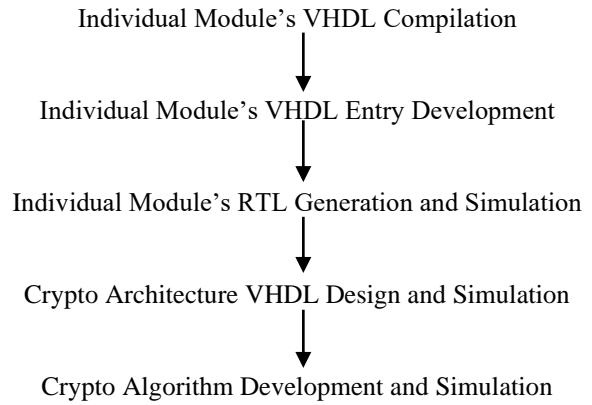 Individual Module's VHDL Compilation
Individual Module's VHDL Entry Development
Individual Module's RTL Generation and Simulation
Crypto Architecture VHDL Design and Simulation
Crypto Algorithm Development and Simulation